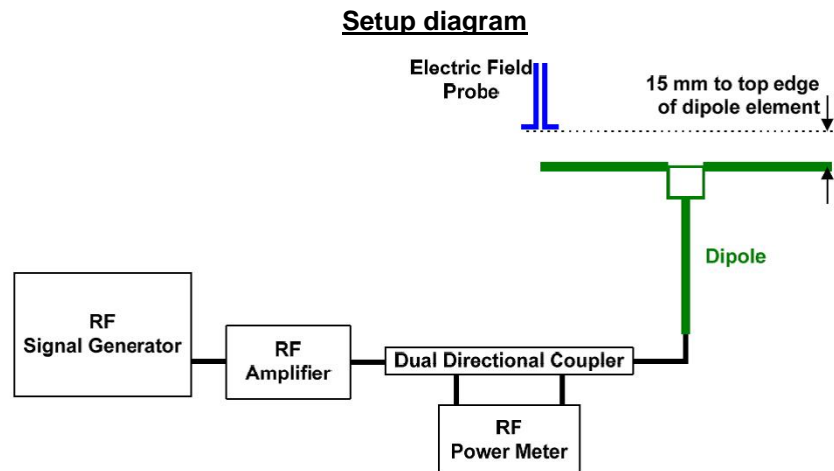 Setup diagram
Electric Field
Probe
15 mm to top edge
of dipole element
Dipole
RF
Signal Generator
RF
Amplifier
Dual Directional Coupler
RF
Power Meter